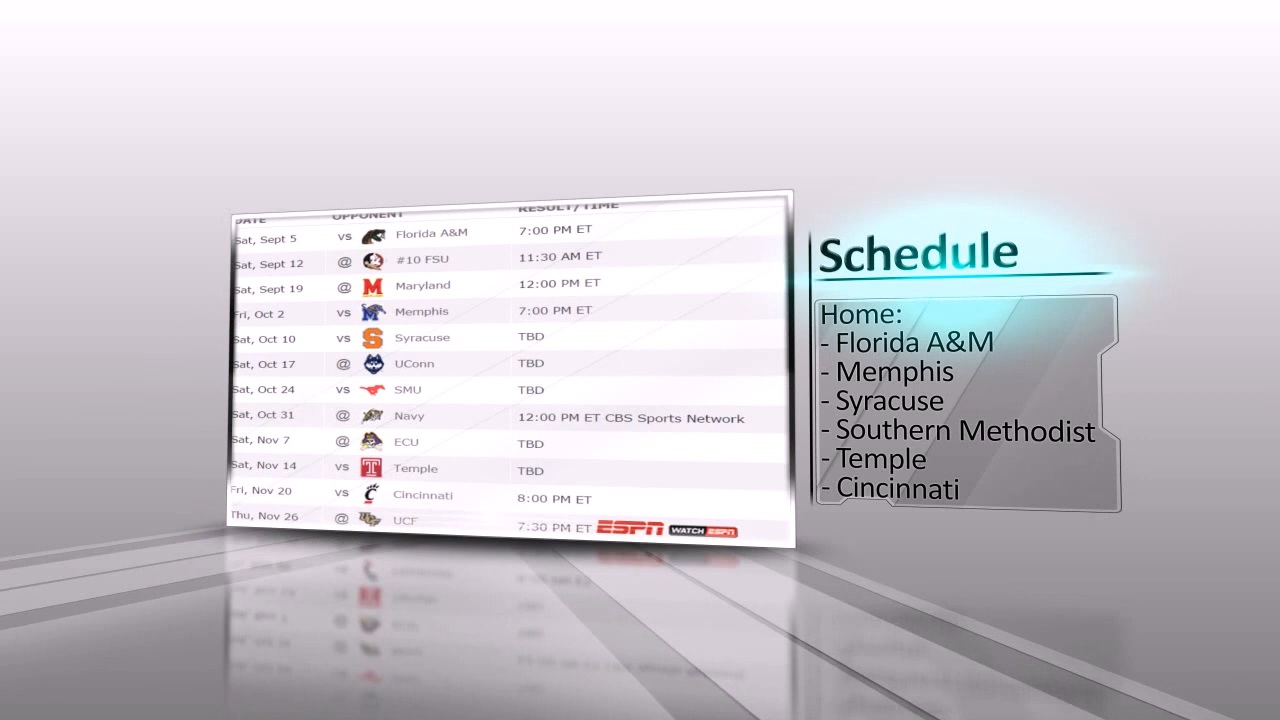 DATE OPPONENT RESULT/TIME
Sat, Sept 5 vs Florida A&M 7:00 PM ET
Sat, Sept 12 @ #10 FSU 11:30 AM ET
Sat, Sept 19 @ M Maryland 12:00 PM ET
Fri, Oct 2 vs M Memphis 7:00 PM ET
Sat, Oct 10 vs S Syracuse TBD
Sat, Oct 17 @ UConn TBD
Sat, Oct 24 vs SMU TBD
Sat, Oct 31 @ Navy 12:00 PM ET CBS Sports Network
Sat, Nov 7 @ ECU TBD
Sat, Nov 14 vs T Temple TBD
Fri, Nov 20 vs C Cincinnati 8:00 PM ET
Thu, Nov 26 @ UCF UCF 7:30 PM ET ESPN WATCH ESPN
Schedule
Home:
- Florida A&M
- Memphis
- Syracuse
- Southern Methodist
- Temple
- Cincinnati